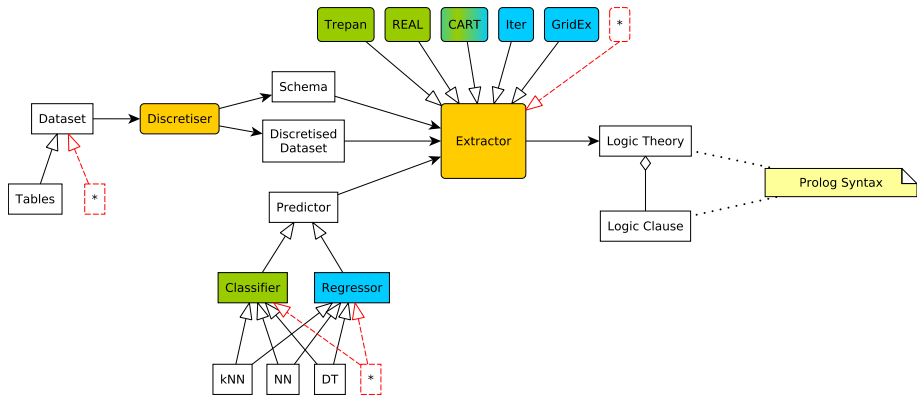 Trepan
REAL
CART
Iter
GridEx
*
Schema
Dataset
Discretiser
Discretised
Dataset
Extractor
Logic Theory
Tables
*
Predictor
Prolog Syntax
Logic Clause
Classifier
Regressor
kNN
NN
DT
*